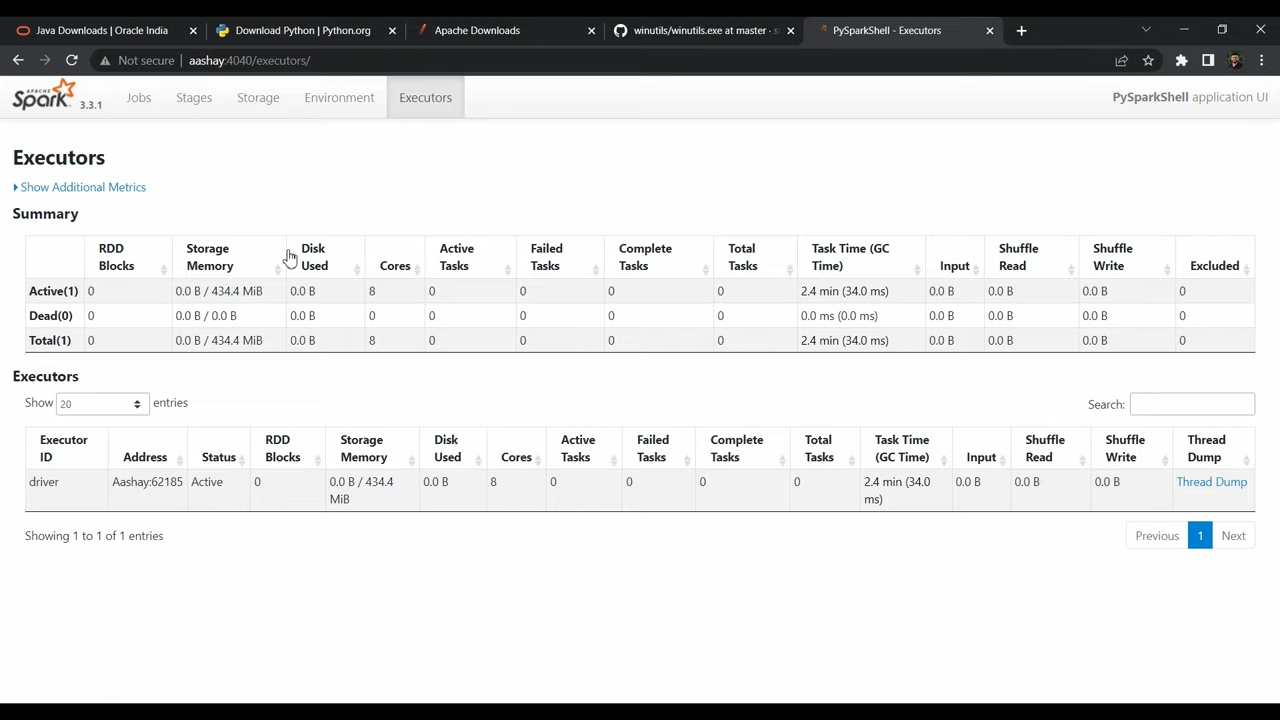 Java Downloads | Oracle India
Download Python | Python.org
Apache Downloads
winutils/winutils.exe at master · s
PySparkShell - Executors
Not secure | aashay:4040/executors/
APACHE Spark 3.3.1
Jobs
Stages
Storage
Environment
Executors
PySparkShell application UI
Executors
Show Additional Metrics
Summary
RDD Blocks Storage Memory Disk Used Cores Active Tasks Failed Tasks Complete Tasks Total Tasks Task Time (GC Time) Input Shuffle Read Shuffle Write Excluded
Active(1) 0 0.0 B / 434.4 MiB 0.0 B 8 0 0 0 0 2.4 min (34.0 ms) 0.0 B 0.0 B 0.0 B 0
Dead(0) 0 0.0 B / 0.0 B 0.0 B 0 0 0 0 0 0.0 ms (0.0 ms) 0.0 B 0.0 B 0.0 B 0
Total(1) 0 0.0 B / 434.4 MiB 0.0 B 8 0 0 0 0 2.4 min (34.0 ms) 0.0 B 0.0 B 0.0 B 0
Executors
Show 20 entries
Search:
Executor ID Address Status RDD Blocks Storage Memory Disk Used Cores Active Tasks Failed Tasks Complete Tasks Total Tasks Task Time (GC Time) Input Shuffle Read Shuffle Write Thread Dump
driver Aashay:62185 Active 0 0.0 B / 434.4 MiB 0.0 B 8 0 0 0 0 2.4 min (34.0 ms) 0.0 B 0.0 B 0.0 B Thread Dump
Showing 1 to 1 of 1 entries
Previous 1 Next